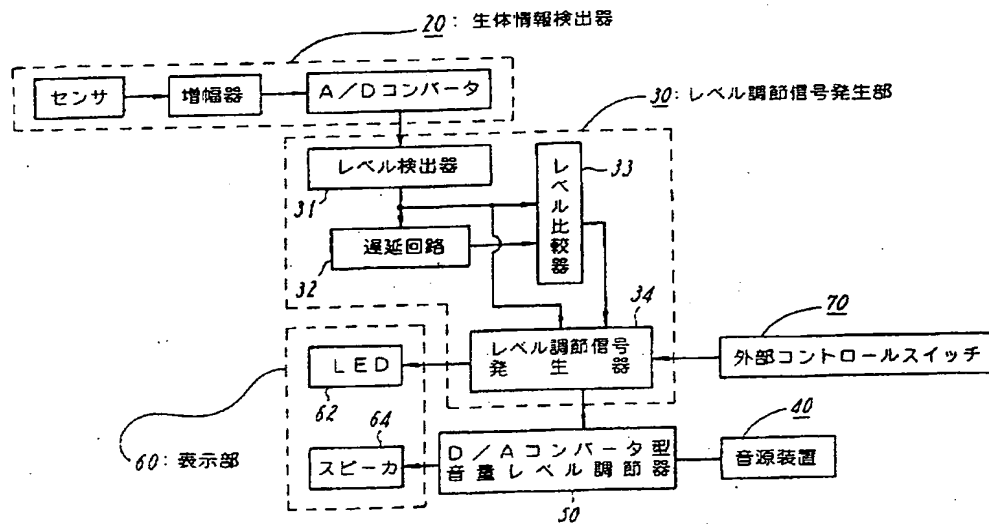 20: 生体情報検出器
センサ
増幅器
A/Dコンバータ
30: レベル調節信号発生部
レベル検出器
31
レベル比較器
33
遅延回路
32
34
レベル調節信号
発生器
70
外部コントロールスイッチ
LED
62
64
スピーカ
60: 表示部
D/Aコンバータ型
音量レベル調節器
50
40
音源装置